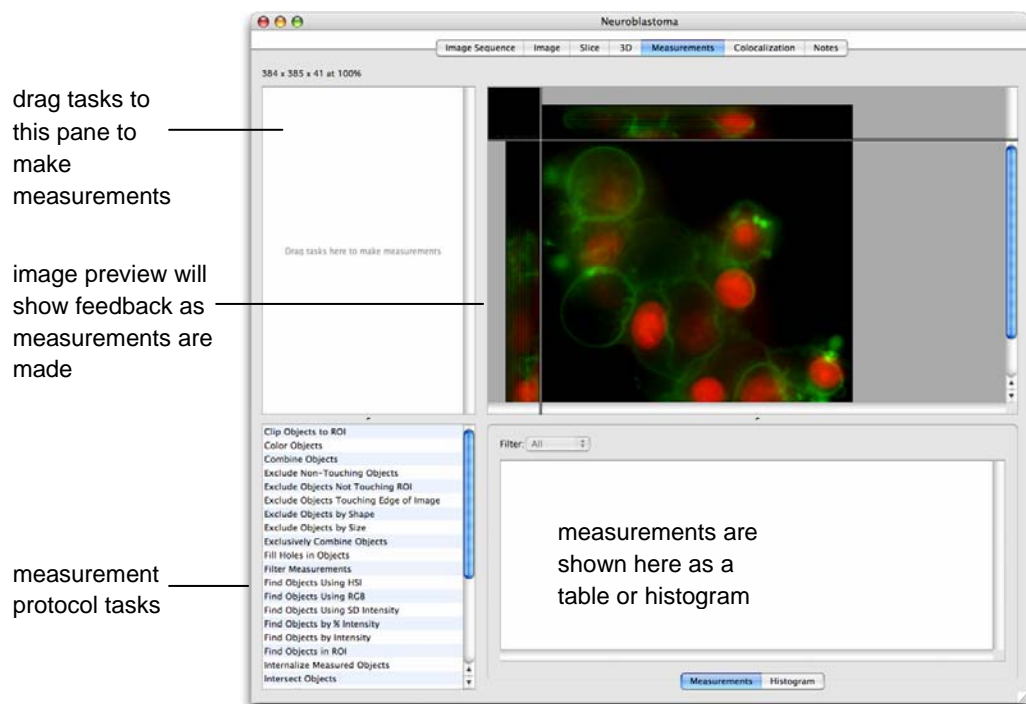 Neuroblastoma
Image Sequence Image Slice 3D Measurements Colocalization Notes
384 x 385 x 41 at 100%
drag tasks to
this pane to
make
measurements
Drag tasks here to make measurements
image preview will
show feedback as
measurements are
made
Clip Objects to ROI
Color Objects
Combine Objects
Exclude Non-Touching Objects
Exclude Objects Not Touching ROI
Exclude Objects Touching Edge of Image
Exclude Objects by Shape
Exclude Objects by Size
Exclusively Combine Objects
Fill Holes in Objects
Filter Measurements
Find Objects Using HSI
Find Objects Using RGB
Find Objects Using SD Intensity
Find Objects by % Intensity
Find Objects by Intensity
Find Objects in ROI
Internalize Measured Objects
Intersect Objects
measurement
protocol tasks
Filter: All
measurements are
shown here as a
table or histogram
Measurements Histogram